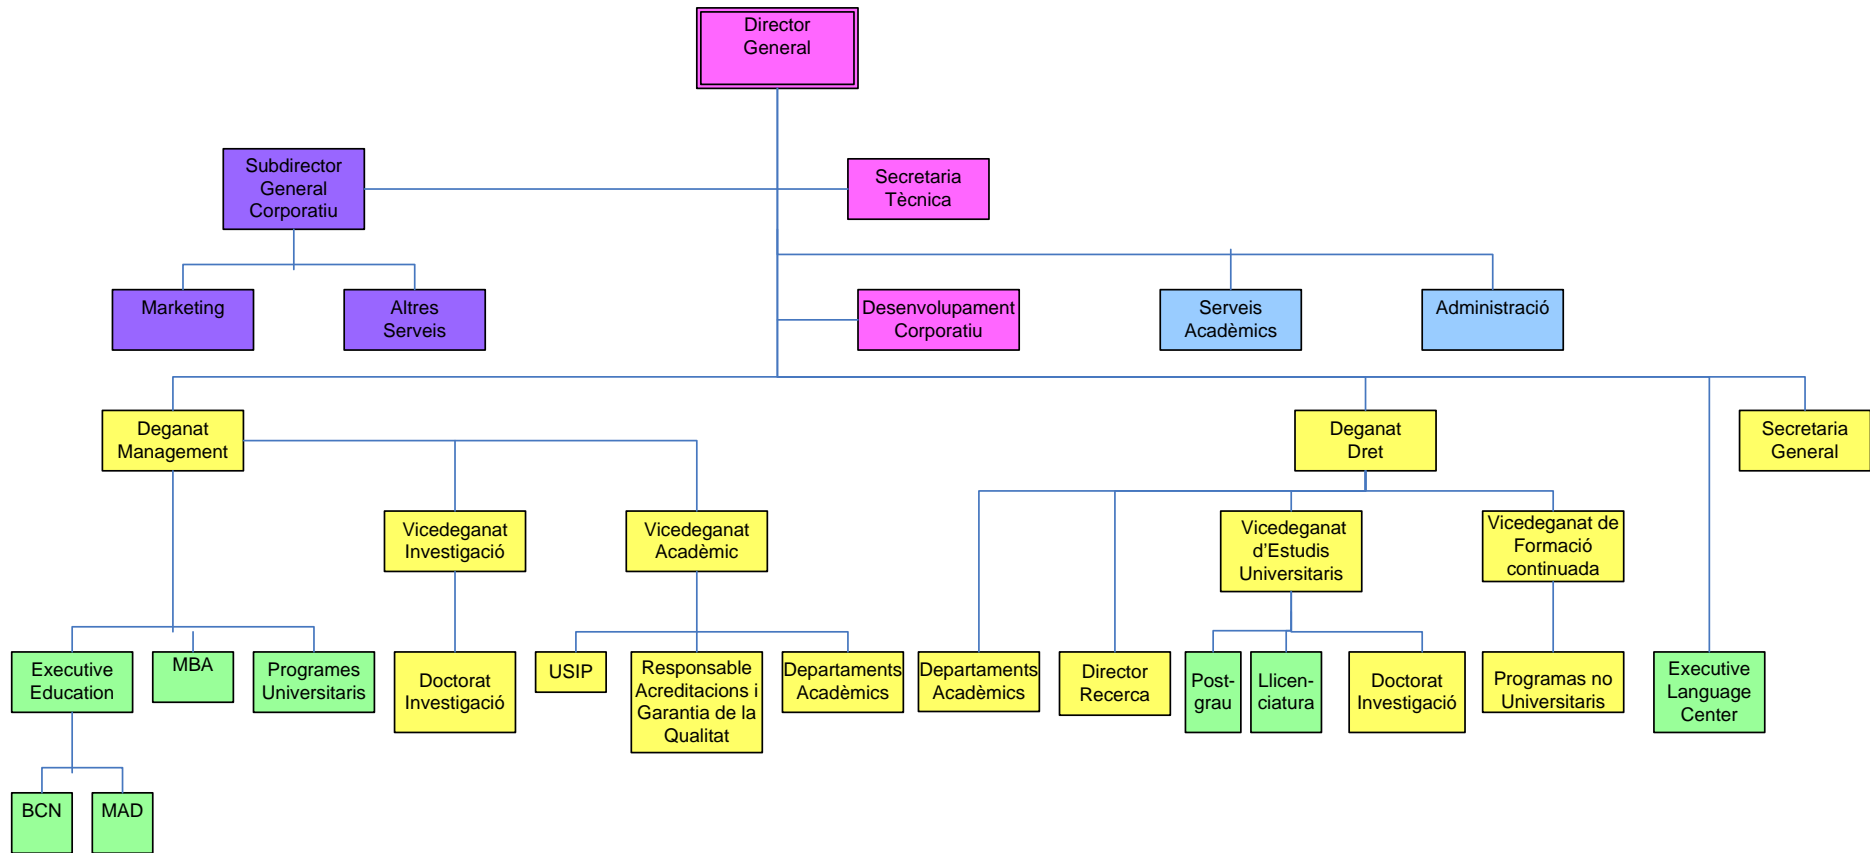 Director
General
Subdirector
General
Corporatiu
Secretaria
Tècnica
Marketing
Altres
Serveis
Desenvolupament
Corporatiu
Serveis
Acadèmics
Administració
Deganat
Management
Deganat
Dret
Secretaria
General
Vicedeganat
Investigació
Vicedeganat
Acadèmic
Vicedeganat
d’Estudis
Universitaris
Vicedeganat de
Formació
continuada
Executive
Education
MBA
Programes
Universitaris
Doctorat
Investigació
USIP
Responsable
Acreditacions i
Garantia de la
Qualitat
Departaments
Acadèmics
Departaments
Acadèmics
Director
Recerca
Post-
grau
Llicen-
ciatura
Doctorat
Investigació
Programas no
Universitaris
Executive
Language
Center
BCN
MAD